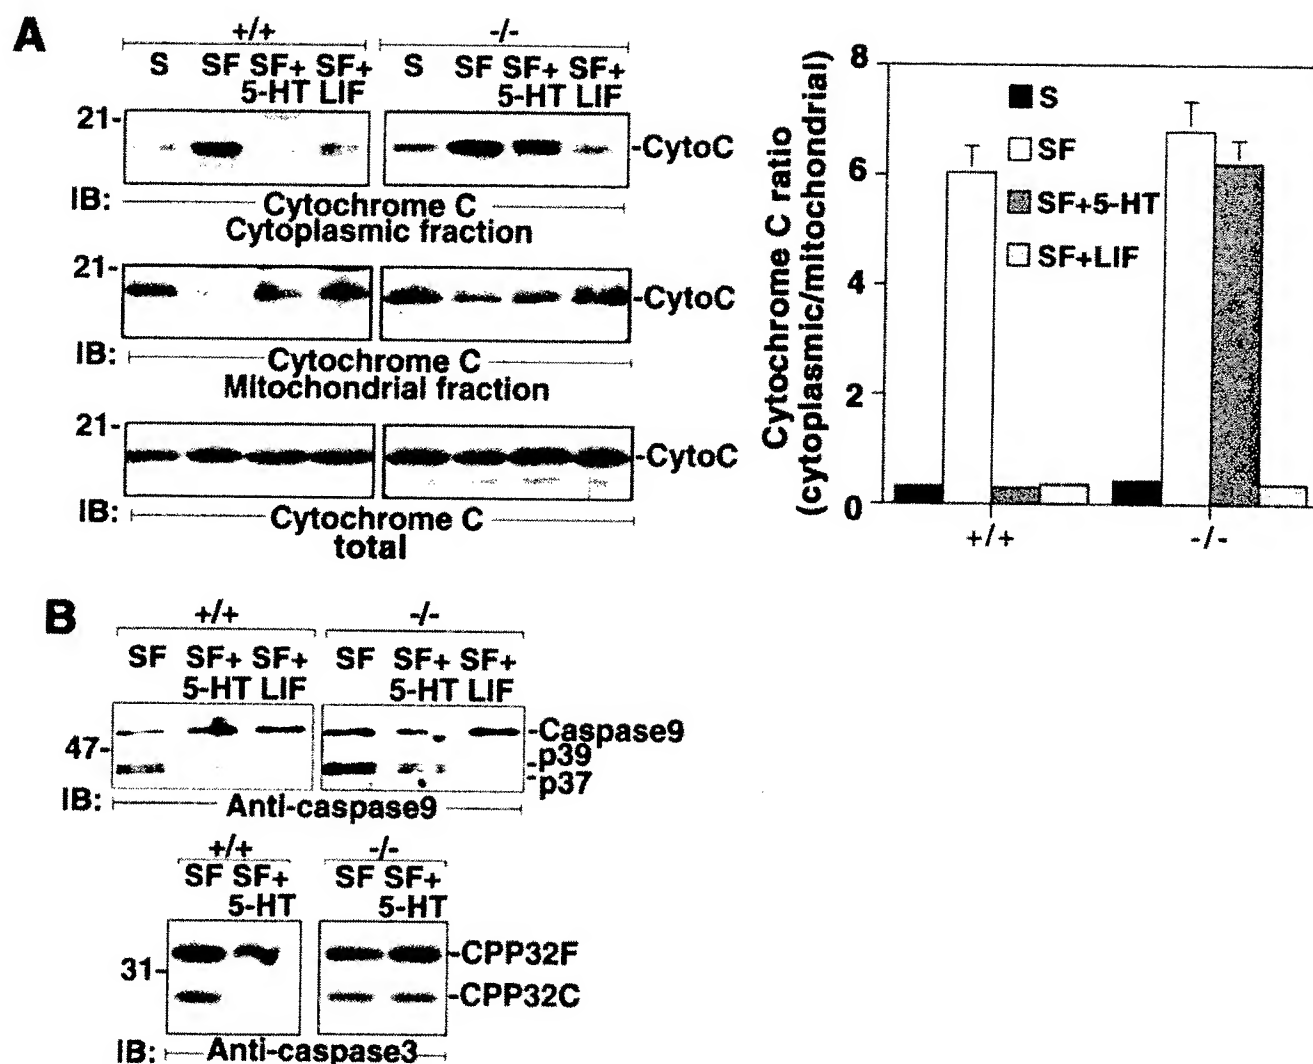 A
+/+
-/-
S SF SF+ SF+
5-HT LIF
S SF SF+ SF+
5-HT LIF
21-
-CytoC
IB:
Cytochrome C
Cytoplasmic fraction
21-
-CytoC
IB:
Cytochrome C
Mitochondrial fraction
21-
-CytoC
IB:
Cytochrome C
total
Cytochrome C ratio
(cytoplasmic/mitochondrial)
8
6
4
2
0
S
SF
SF+5-HT
SF+LIF
+/+
-/-
B
+/+
-/-
SF SF+ SF+
5-HT LIF
SF SF+ SF+
5-HT LIF
47-
-Caspase9
-p39
-p37
IB:
Anti-caspase9
+/+
-/-
SF SF+
5-HT
SF SF+
5-HT
31-
-CPP32F
-CPP32C
IB:
Anti-caspase3